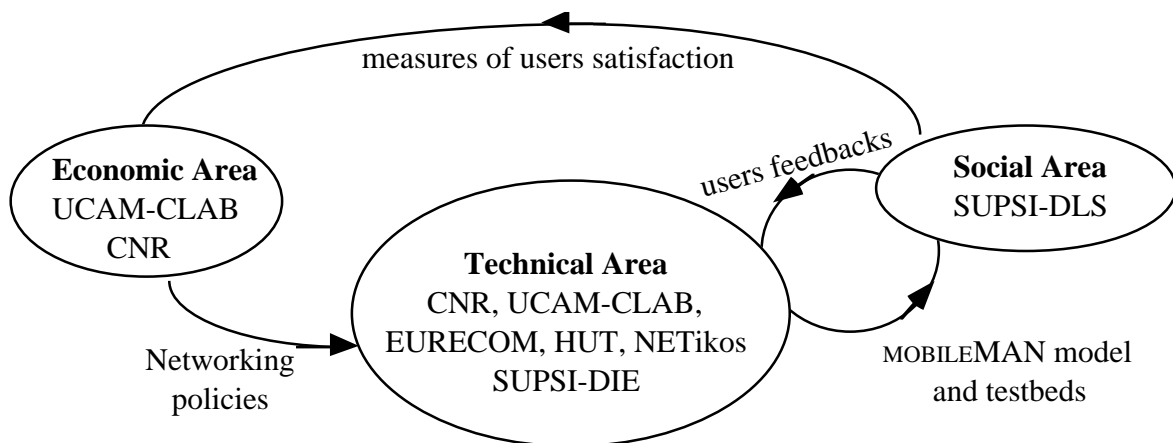 measures of users satisfaction
Economic Area
UCAM-CLAB
CNR
users feedbacks
Social Area
SUPSI-DLS
Technical Area
CNR, UCAM-CLAB,
EURECOM, HUT, NETikos
SUPSI-DIE
Networking
policies
MOBILEMAN model
and testbeds